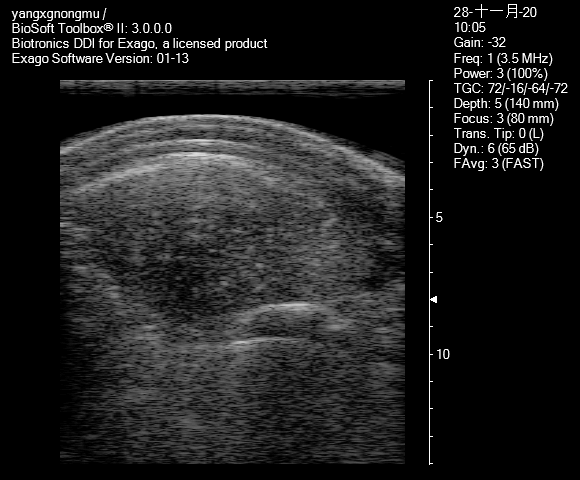 yangxgnongmu /
BioSoft Toolbox® II: 3.0.0.0
Biotronics DDI for Exago, a licensed product
Exago Software Version: 01-13
28-十一月-20
10:05
Gain: -32
Freq: 1 (3.5 MHz)
Power: 3 (100%)
TGC: 72/-16/-64/-72
Depth: 5 (140 mm)
Focus: 3 (80 mm)
Trans. Tip: 0 (L)
Dyn.: 6 (65 dB)
FAvg: 3 (FAST)
5
10